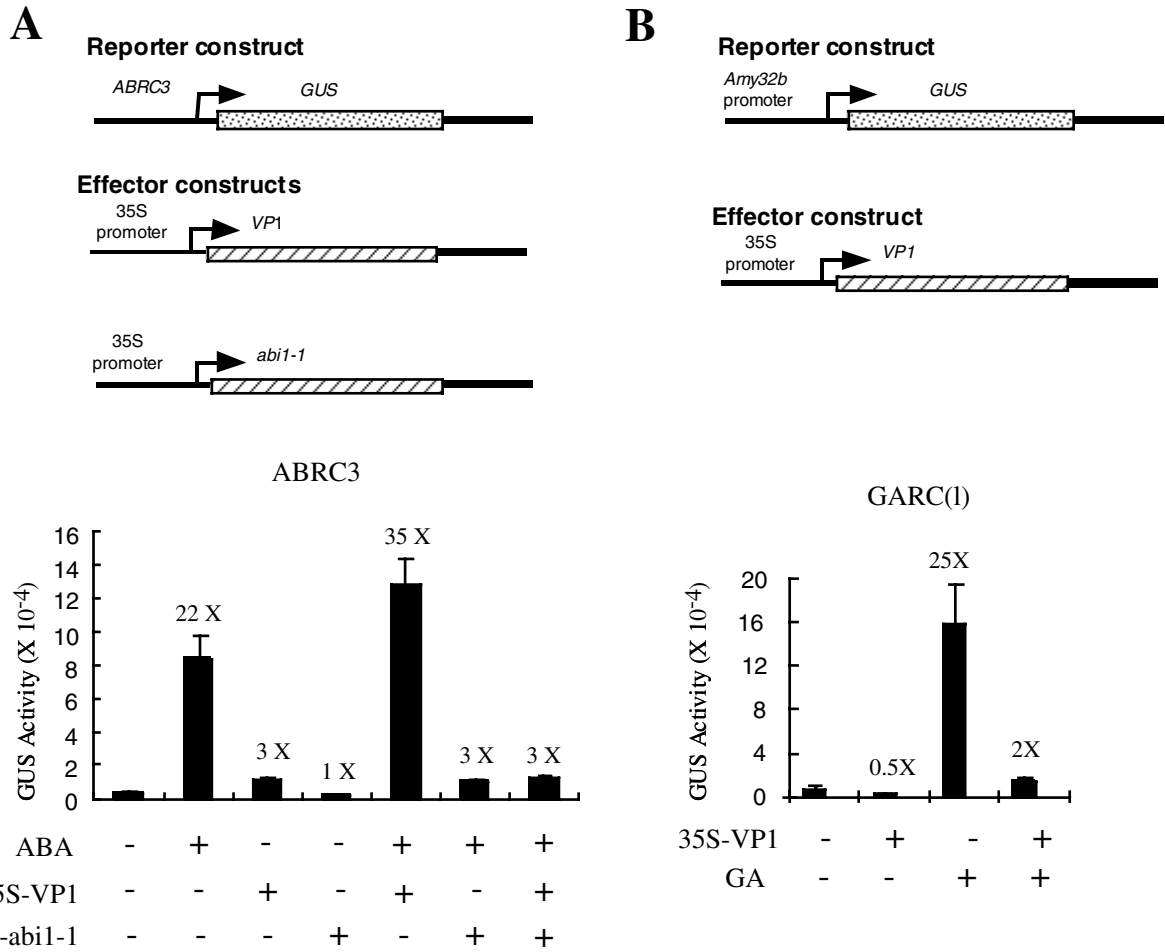 A
Reporter construct
ABRC3
GUS
Effector constructs
35S
promoter
VP1
35S
promoter
abi1-1
ABRC3
GUS Activity (X 10-4)
16
14
12
10
8
6
4
2
0
22 X
3 X
1 X
35 X
3 X
3 X
ABA - + - - + + +
5S-VP1 - - + - + - +
-abi1-1 - - - + - + +
B
Reporter construct
Amy32b
promoter
GUS
Effector construct
35S
promoter
VP1
GARC(l)
GUS Activity (X 10-4)
20
16
12
8
4
0
0.5X
25X
2X
35S-VP1 - + - +
GA - - + +